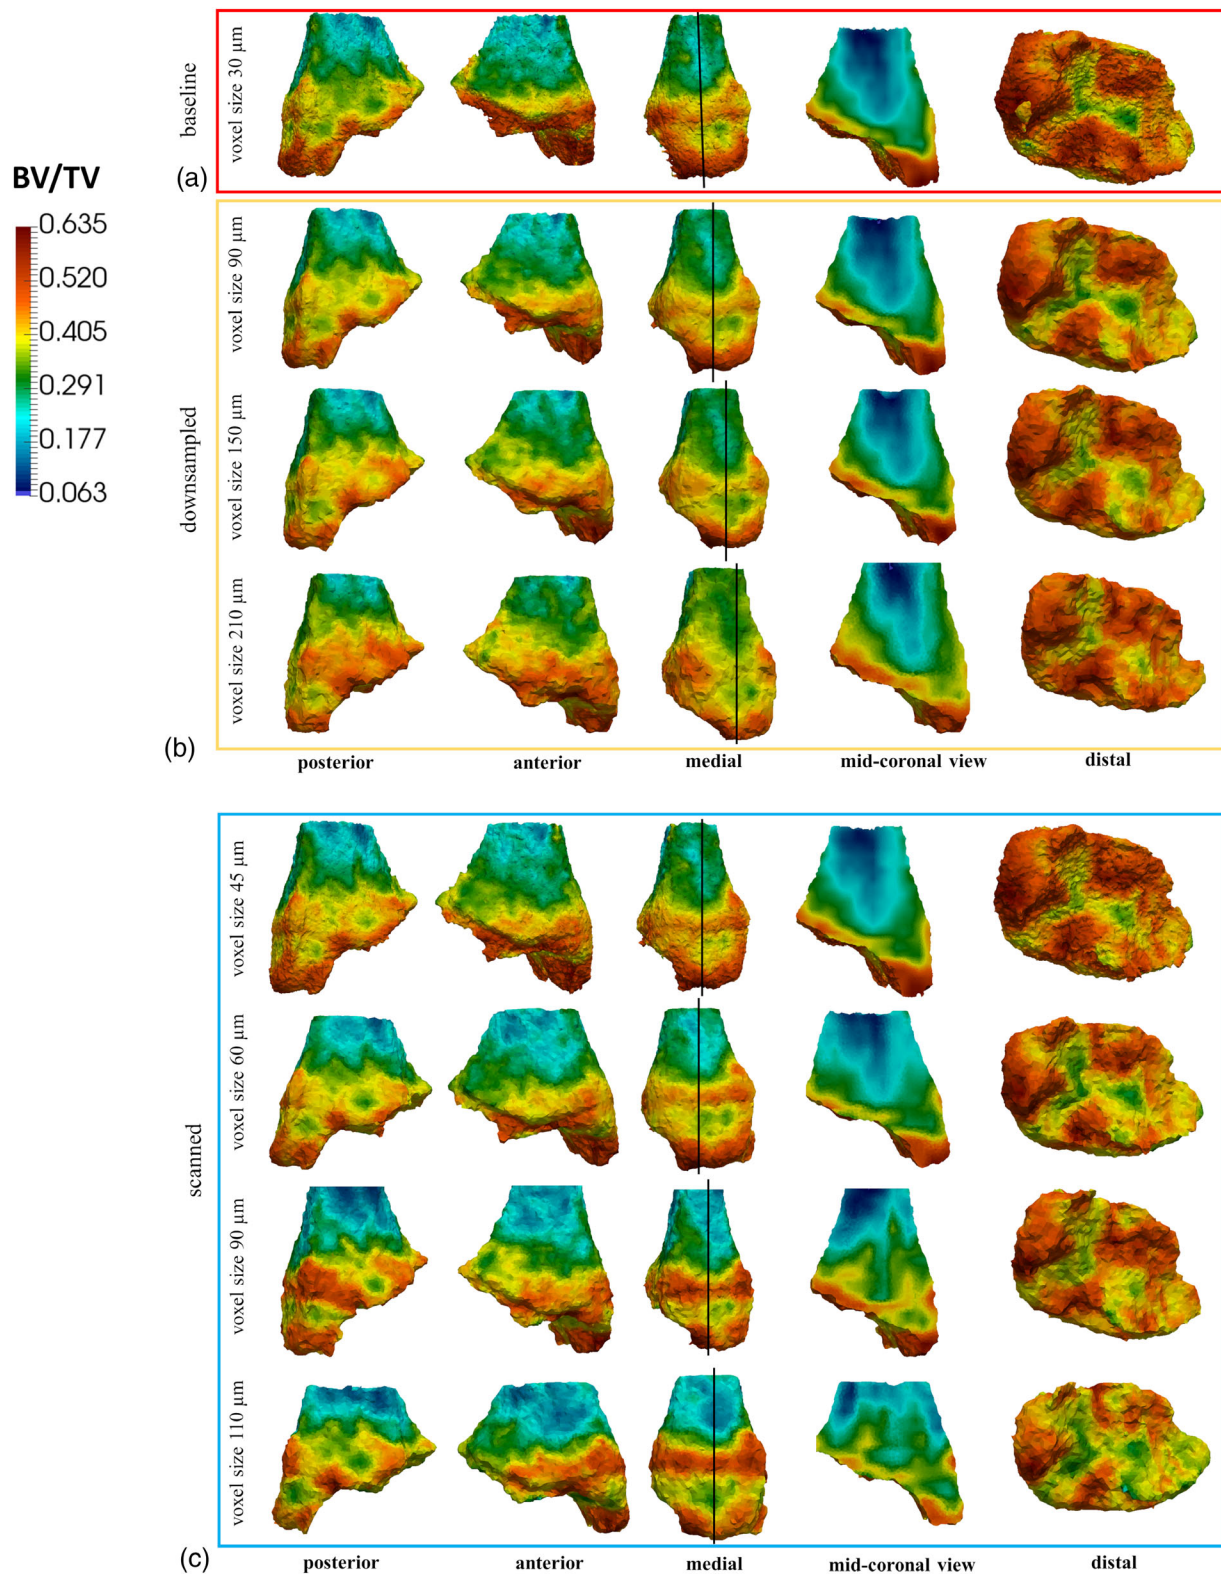 BV/TV
0.635
0.520
0.405
0.291
0.177
0.063
baseline
voxel size 30 µm
(a)
downsampled
voxel size 90 µm
voxel size 150 µm
voxel size 210 µm
(b)
posterior anterior medial mid-coronal view distal
scanned
voxel size 45 µm
voxel size 60 µm
voxel size 90 µm
voxel size 110 µm
(c)
posterior anterior medial mid-coronal view distal